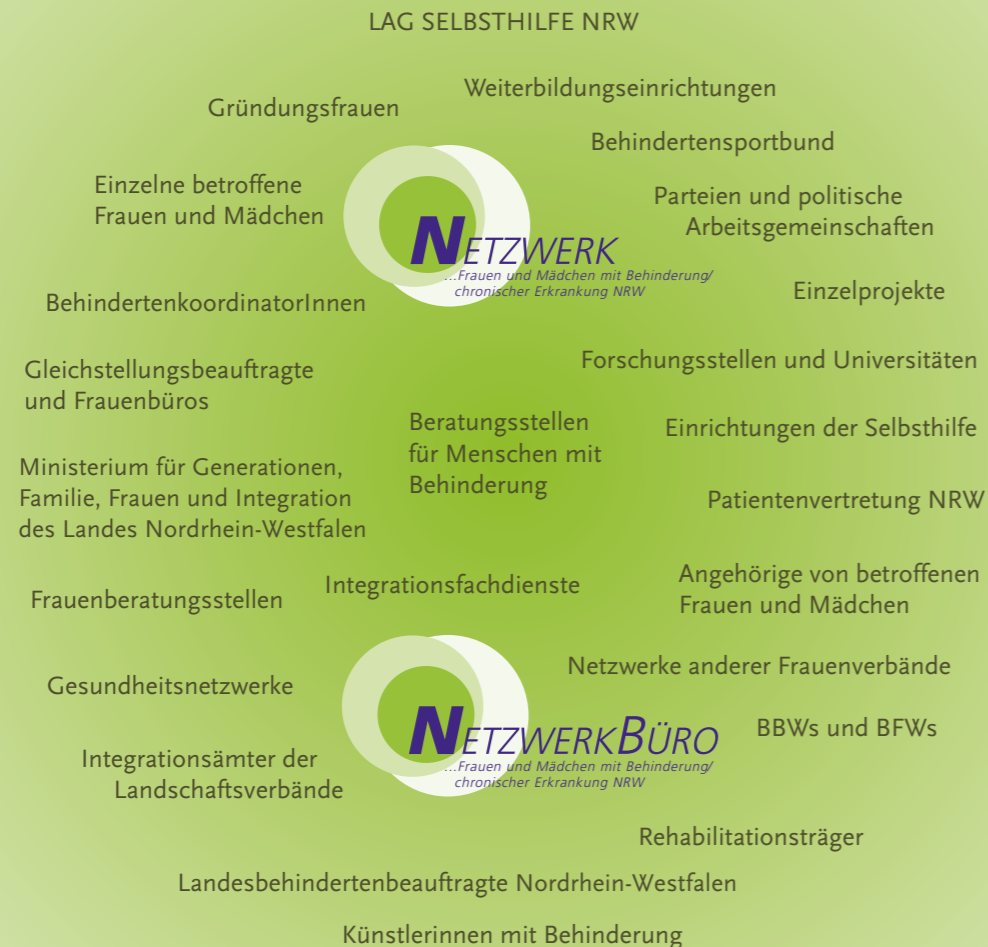 LAG SELBSTHILFE NRW
Weiterbildungseinrichtungen
Gründungsfrauen
Behindertensportbund
Einzelne betroffene
Frauen und Mädchen
Parteien und politische
Arbeitsgemeinschaften
NETZWERK
...Frauen und Mädchen mit Behinderung/
chronischer Erkrankung NRW
BehindertenkoordinatorInnen
Einzelprojekte
Gleichstellungsbeauftragte
und Frauenbüros
Forschungsstellen und Universitäten
Beratungsstellen
für Menschen mit
Behinderung
Einrichtungen der Selbsthilfe
Ministerium für Generationen,
Familie, Frauen und Integration
des Landes Nordrhein-Westfalen
Patientenvertretung NRW
Integrationsfachdienste
Angehörige von betroffenen
Frauen und Mädchen
Frauenberatungsstellen
Netzwerke anderer Frauenverbände
Gesundheitsnetzwerke
NETZWERKBÜRO
...Frauen und Mädchen mit Behinderung/
chronischer Erkrankung NRW
BBWs und BFWs
Integrationsämter der
Landschaftsverbände
Rehabilitationsträger
Landesbehindertenbeauftragte Nordrhein-Westfalen
Künstlerinnen mit Behinderung